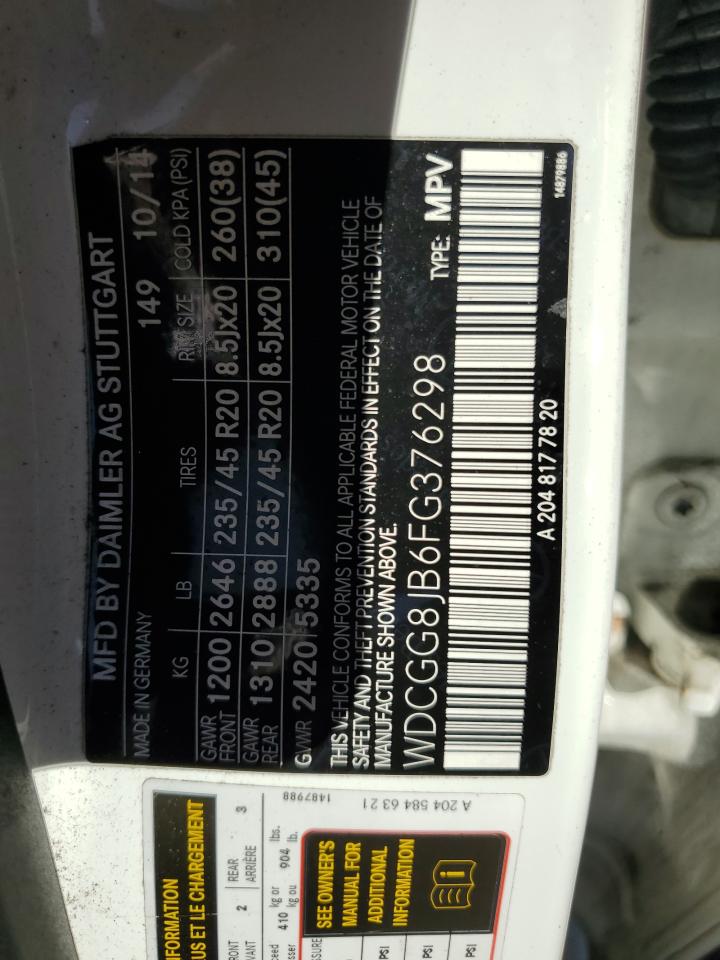 MFD BY DAIMLER AG STUTTGART
MADE IN GERMANY 149 10/14
KG LB TIRES RIM SIZE COLD KPA (PSI)
GAWR FRONT 1200 2646 235/45 R20 8.5Jx20 260(38)
GAWR REAR 1310 2888 235/45 R20 8.5Jx20 310(45)
GVWR 2420 5335
THIS VEHICLE CONFORMS TO ALL APPLICABLE FEDERAL MOTOR VEHICLE
SAFETY AND THEFT PREVENTION STANDARDS IN EFFECT ON THE DATE OF
MANUFACTURE SHOWN ABOVE.
WDCGG8JB6FG376298 TYPE: MPV
A 204 817 78 20
14879886
A 204 584 63 21
1487988
2 REAR ARRIÈRE 3
410 kg or lbs.
kg ou 904 lb.
LE CHARGEMENT
SEE OWNER'S
MANUAL FOR
ADDITIONAL
INFORMATION
PSI
PSI
PSI